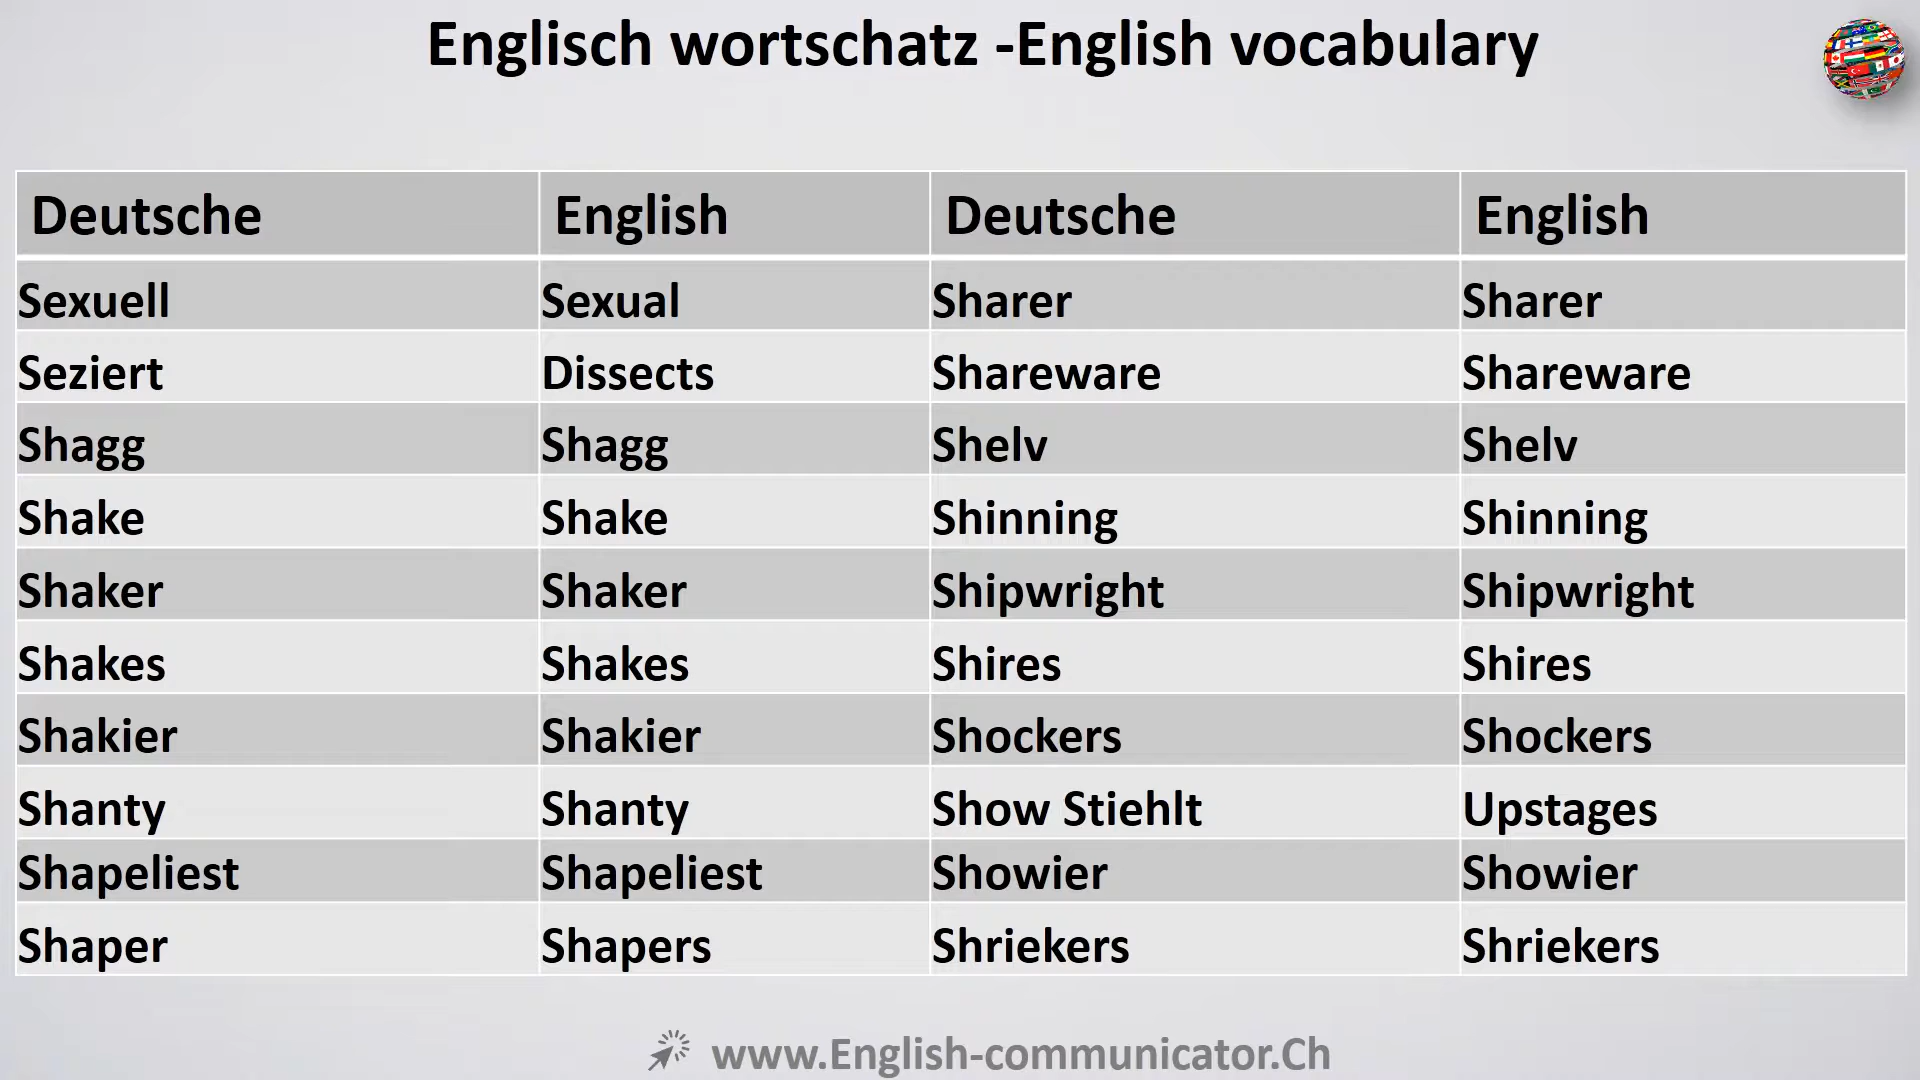 Englisch wortschatz -English vocabulary
Deutsche English Deutsche English
Sexuell Sexual Sharer Sharer
Seziert Dissects Shareware Shareware
Shagg Shagg Shelv Shelv
Shake Shake Shinning Shinning
Shaker Shaker Shipwright Shipwright
Shakes Shakes Shires Shires
Shakier Shakier Shockers Shockers
Shanty Shanty Show Stiehlt Upstages
Shapeliest Shapeliest Showier Showier
Shaper Shapers Shriekers Shriekers
www.English-communicator.Ch